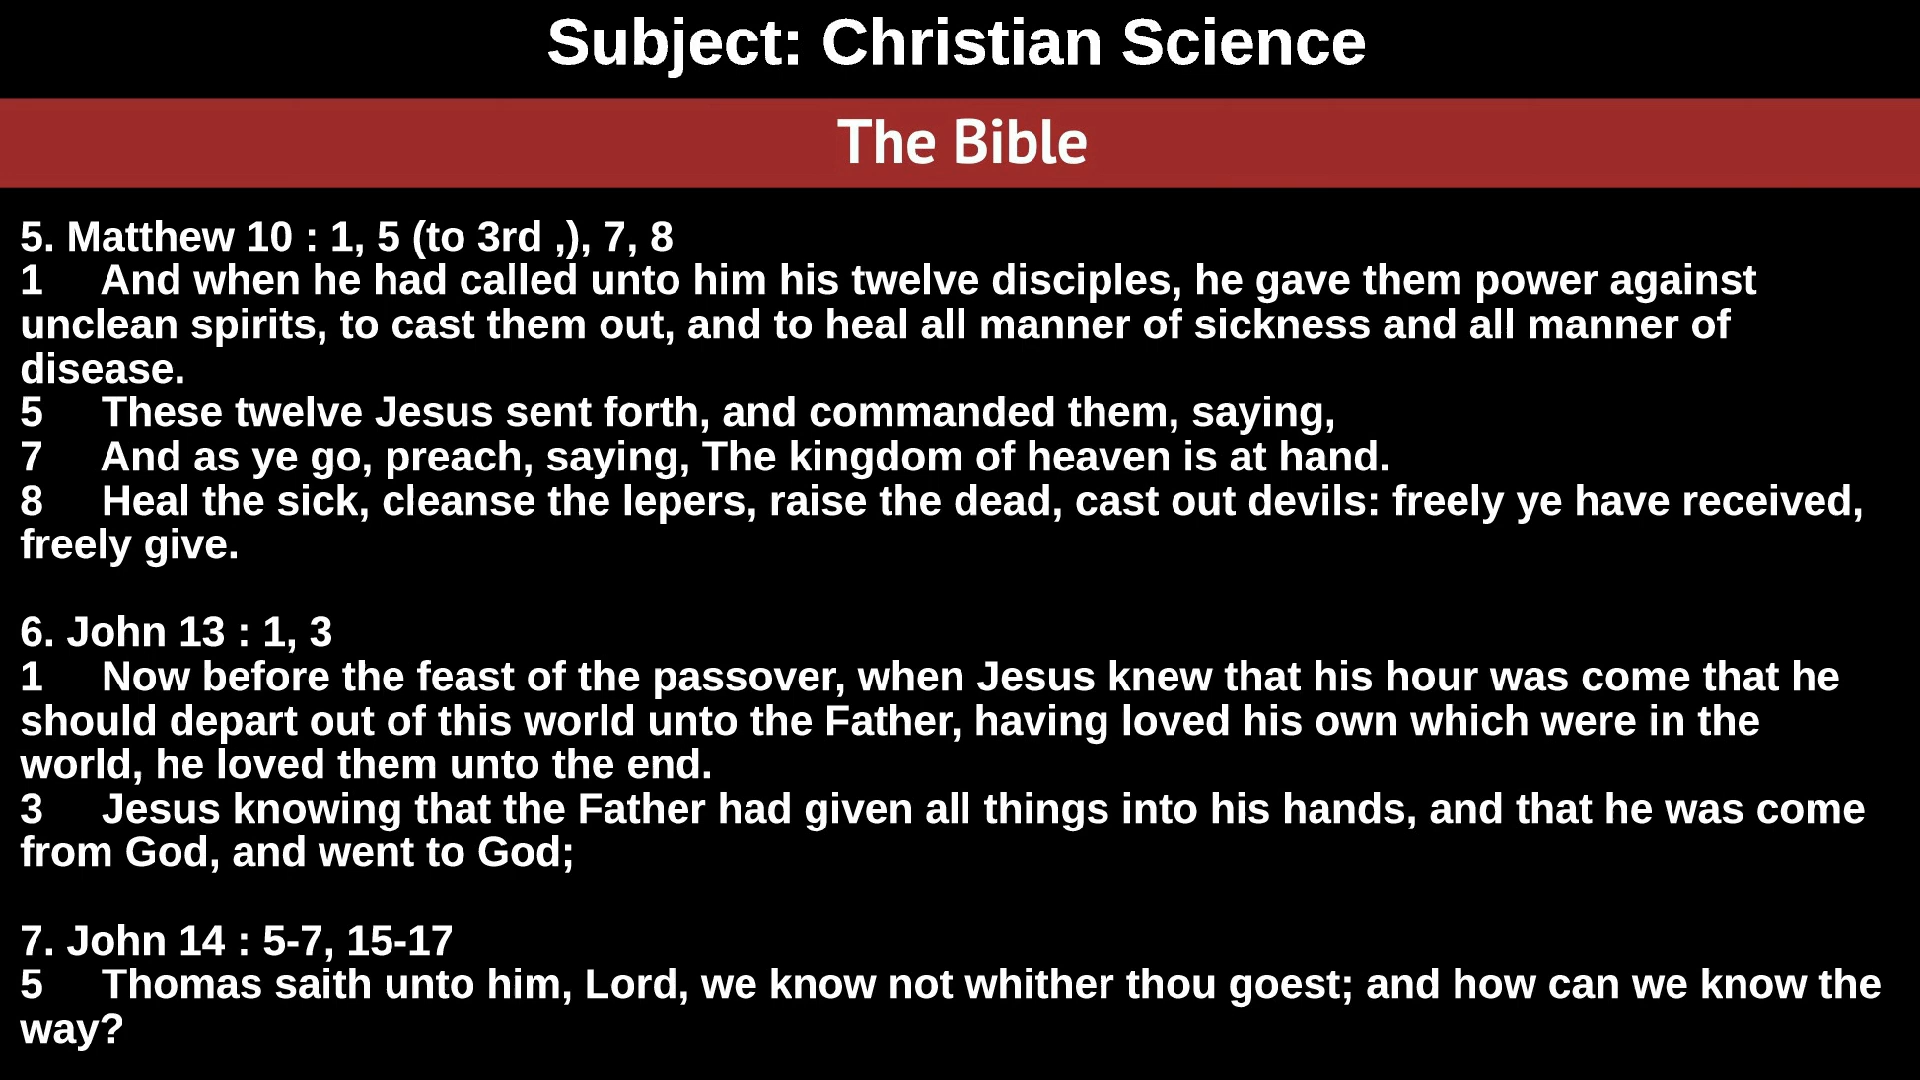 Subject: Christian Science
The Bible
5. Matthew 10 : 1, 5 (to 3rd ,), 7, 8
1 And when he had called unto him his twelve disciples, he gave them power against
unclean spirits, to cast them out, and to heal all manner of sickness and all manner of
disease.
5 These twelve Jesus sent forth, and commanded them, saying,
7 And as ye go, preach, saying, The kingdom of heaven is at hand.
8 Heal the sick, cleanse the lepers, raise the dead, cast out devils: freely ye have received,
freely give.
6. John 13 : 1, 3
1 Now before the feast of the passover, when Jesus knew that his hour was come that he
should depart out of this world unto the Father, having loved his own which were in the
world, he loved them unto the end.
3 Jesus knowing that the Father had given all things into his hands, and that he was come
from God, and went to God;
7. John 14 : 5-7, 15-17
5 Thomas saith unto him, Lord, we know not whither thou goest; and how can we know the
way?